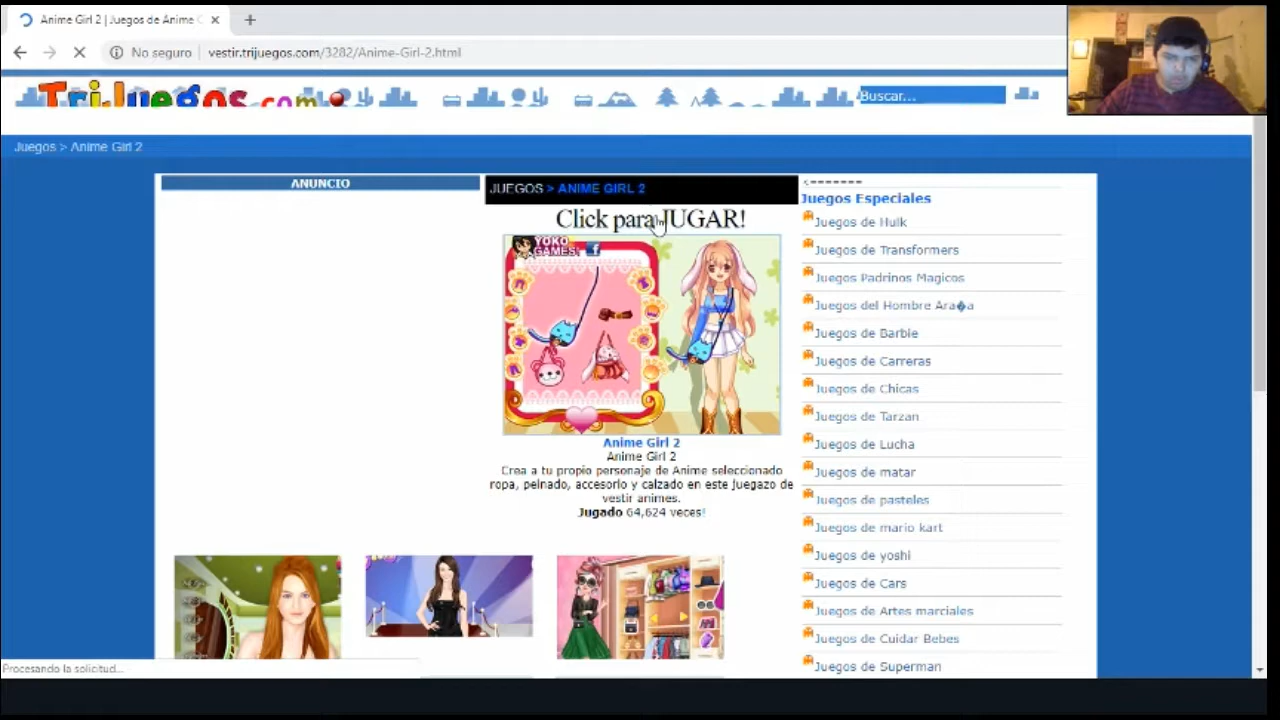 Anime Girl 2 | Juegos de Anime
No seguro
vestir.trijuegos.com/3282/Anime-Girl-2.html
TriJuegos.com
Buscar...
Juegos > Anime Girl 2
ANUNCIO
JUEGOS > ANIME GIRL 2
Click para JUGAR!
YOKO
GAMES
f
Anime Girl 2
Anime Girl 2
Crea a tu propio personaje de Anime seleccionado
ropa, peinado, accesorio y calzado en este juegazo de
vestir animes.
Jugado 64,624 veces!
<-------
Juegos Especiales
Juegos de Hulk
Juegos de Transformers
Juegos Padrinos Magicos
Juegos del Hombre Ara�a
Juegos de Barbie
Juegos de Carreras
Juegos de Chicas
Juegos de Tarzan
Juegos de Lucha
Juegos de matar
Juegos de pasteles
Juegos de mario kart
Juegos de yoshi
Juegos de Cars
Juegos de Artes marciales
Juegos de Cuidar Bebes
Juegos de Superman
Procesando la solicitud...